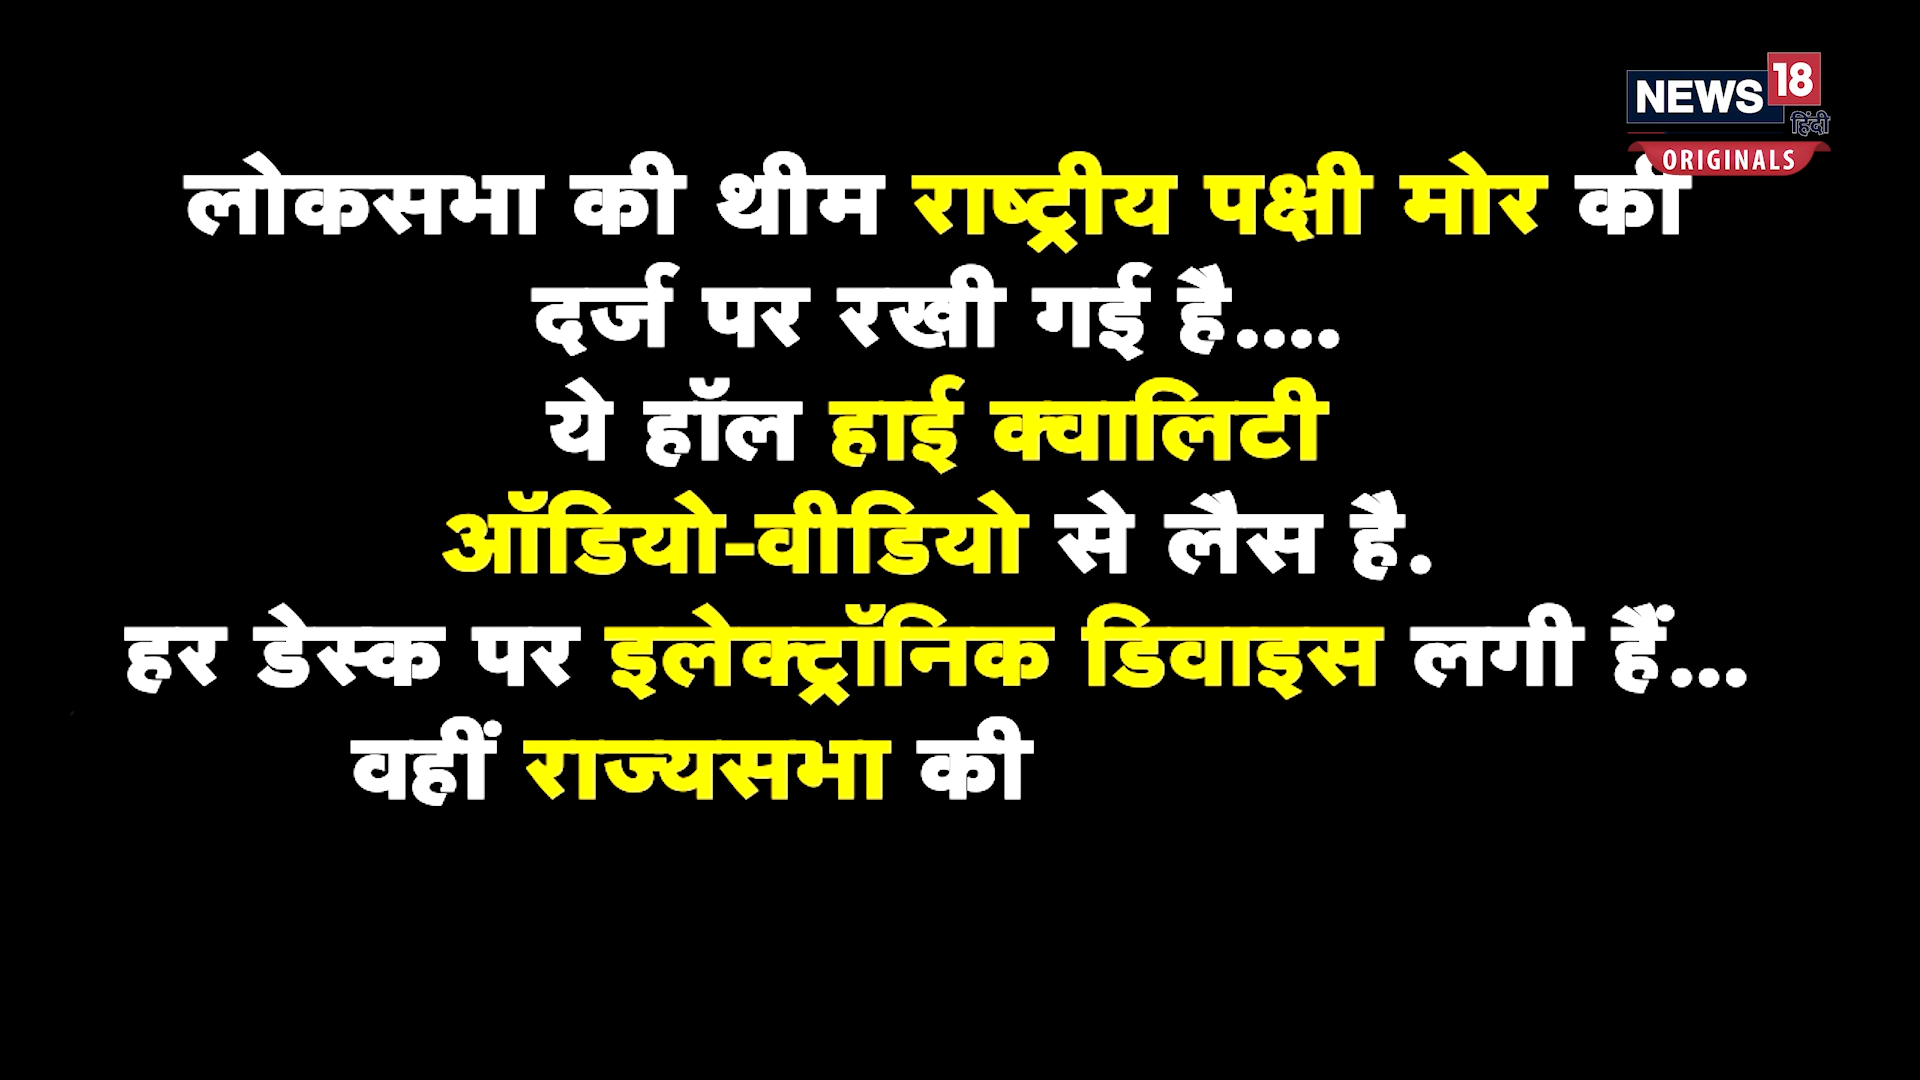 NEWS 18
हिंदी
ORIGINALS
लोकसभा की थीम राष्ट्रीय पक्षी मोर की
दर्ज पर रखी गई है....
ये हॉल हाई क्वालिटी
ऑडियो-वीडियो से लैस है.
हर डेस्क पर इलेक्ट्रॉनिक डिवाइस लगी हैं...
वहीं राज्यसभा की